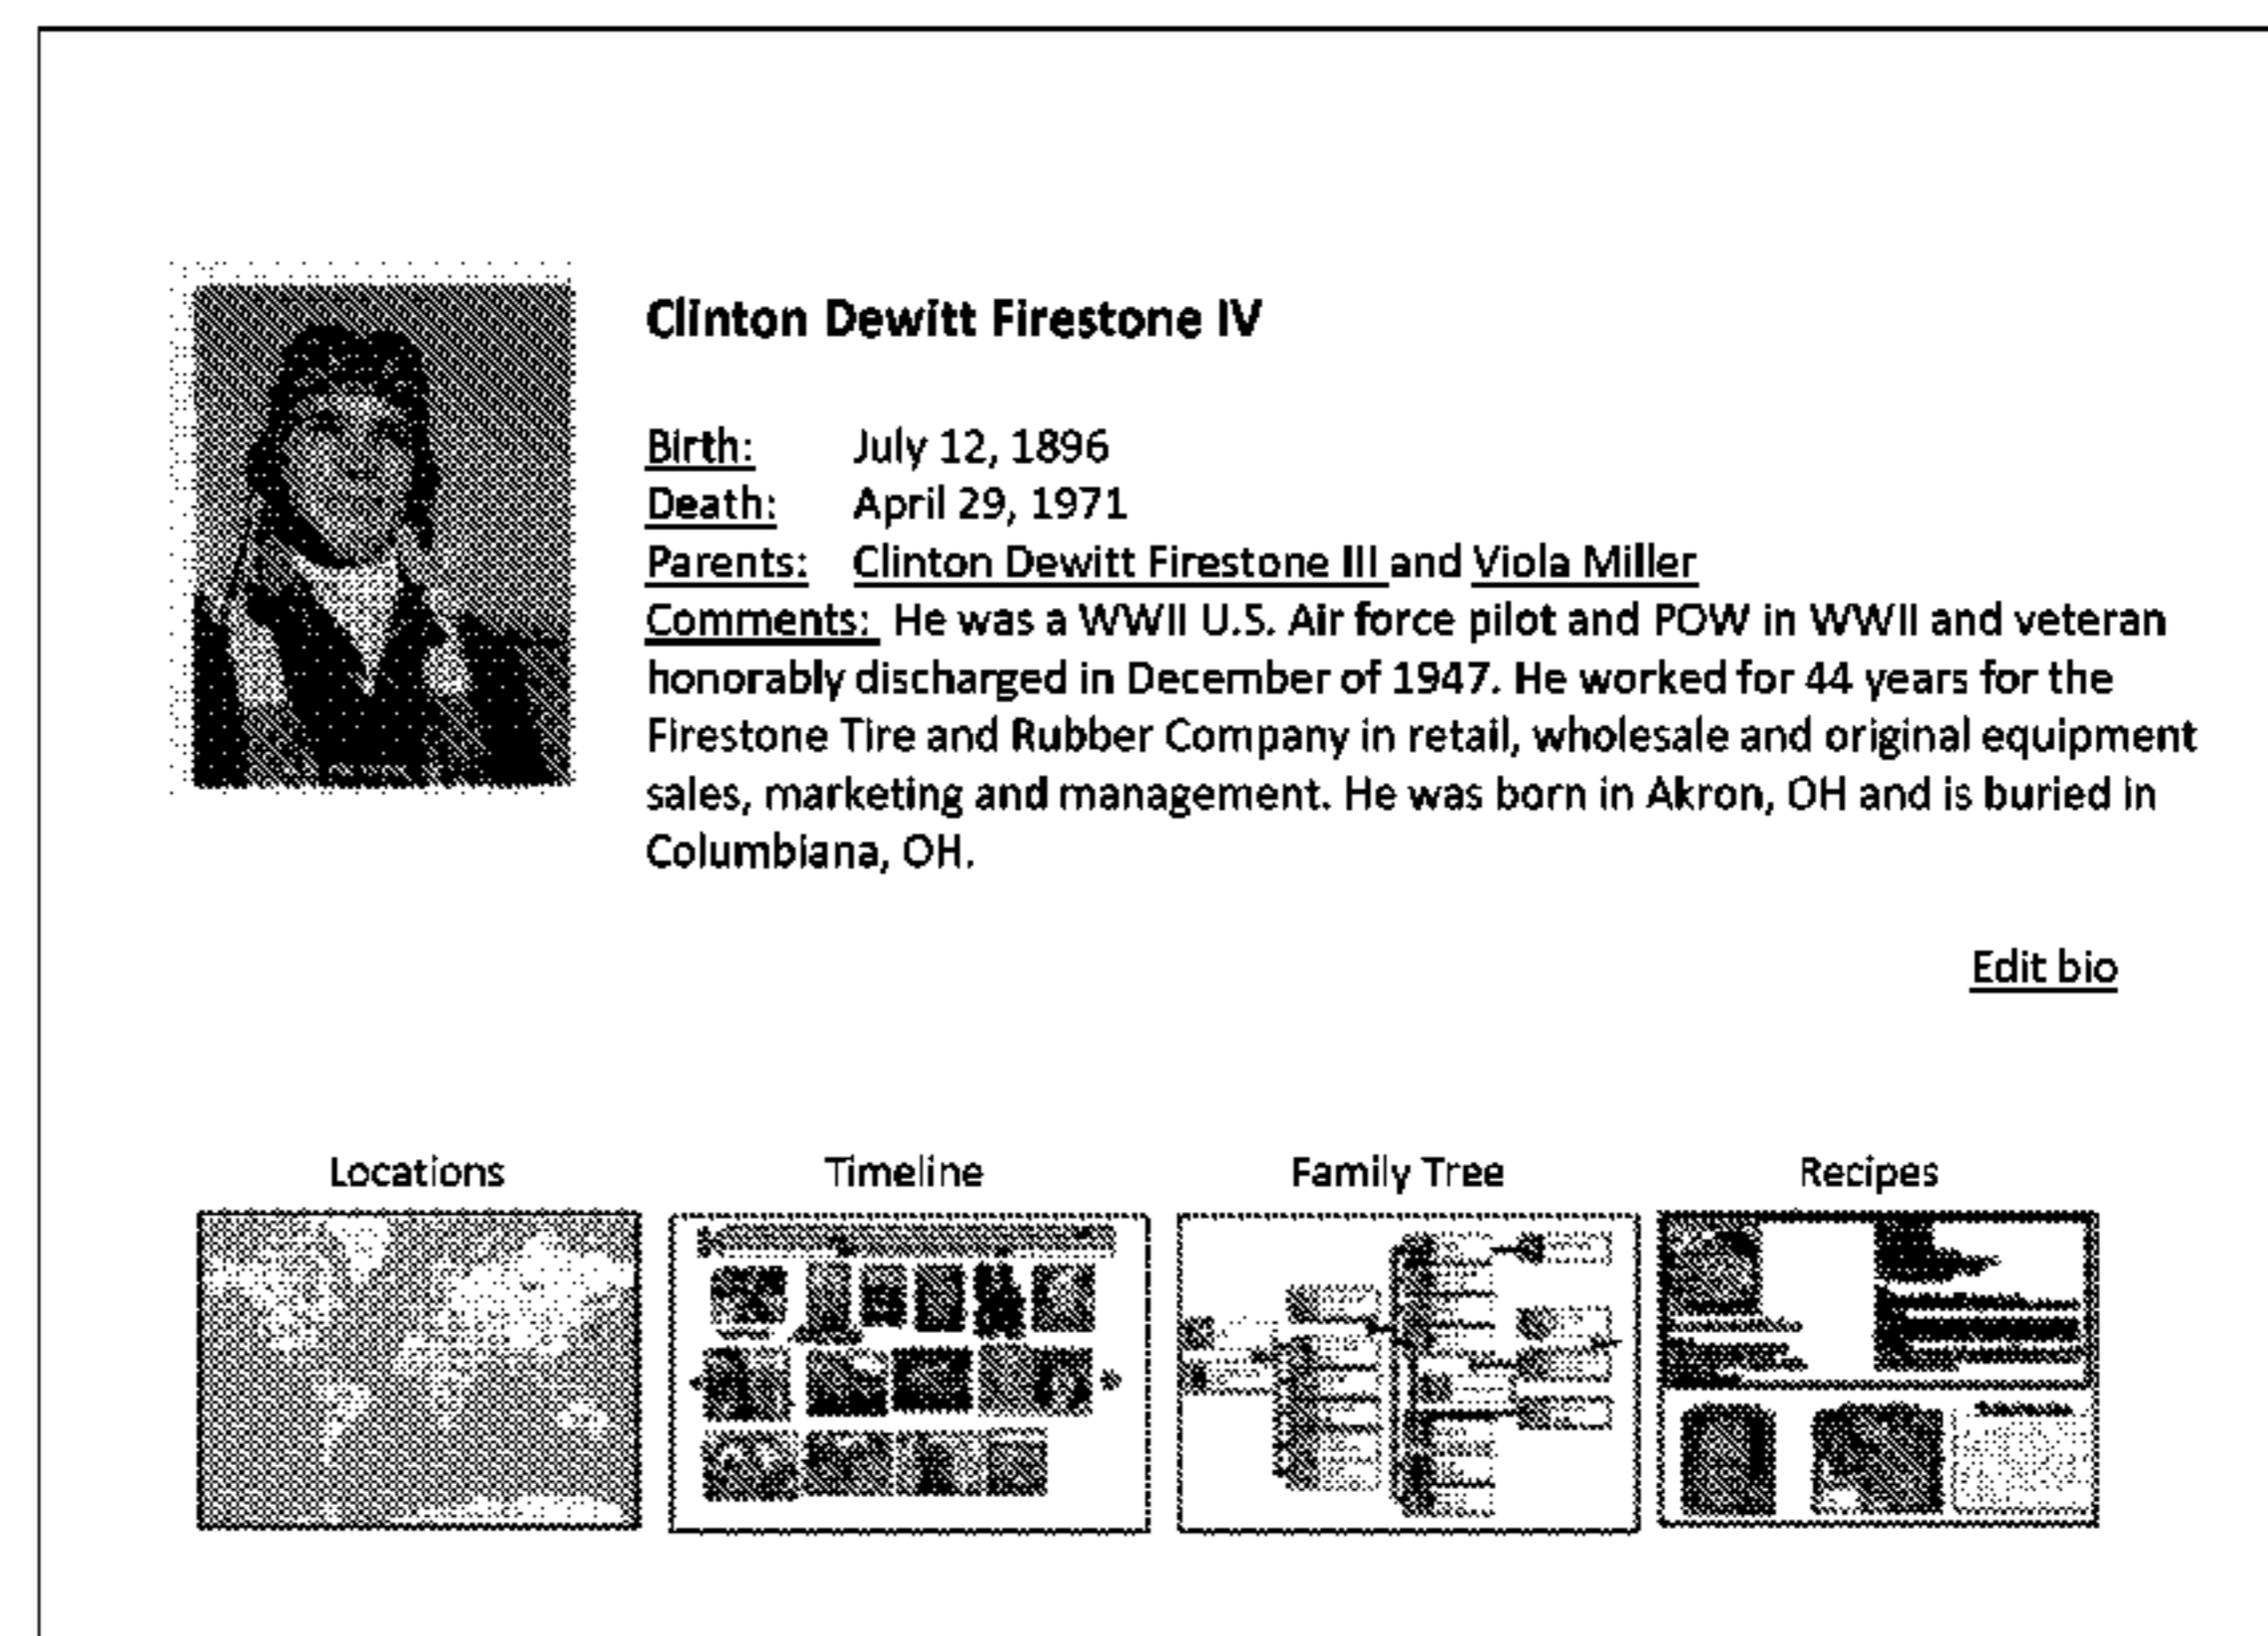 Clinton Dewitt Firestone IV
Birth: July 12, 1896
Death: April 29, 1971
Parents: Clinton Dewitt Firestone III and Viola Miller
Comments: He was a WWII U.S. Air force pilot and POW in WWII and veteran
honorably discharged in December of 1947. He worked for 44 years for the
Firestone Tire and Rubber Company in retail, wholesale and original equipment
sales, marketing and management. He was born in Akron, OH and is buried in
Columbiana, OH.
Edit bio
Locations Timeline Family Tree Recipes